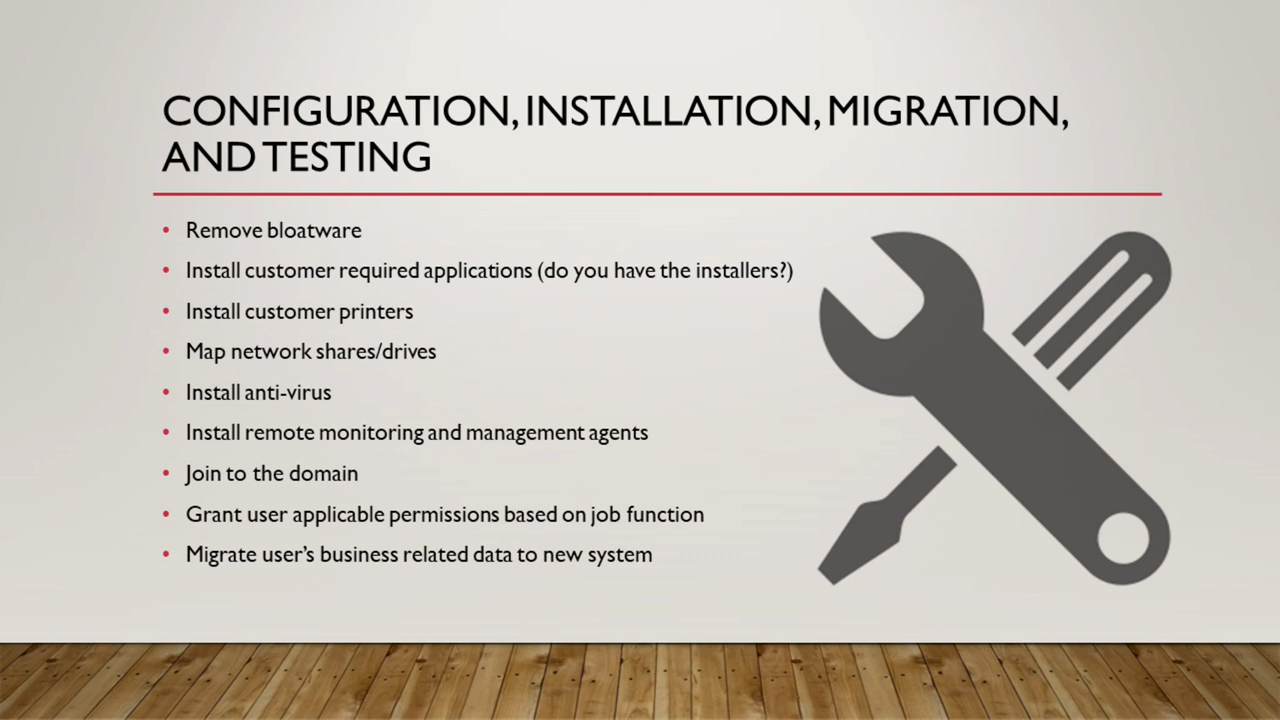 CONFIGURATION, INSTALLATION, MIGRATION,
AND TESTING
• Remove bloatware
• Install customer required applications (do you have the installers?)
• Install customer printers
• Map network shares/drives
• Install anti-virus
• Install remote monitoring and management agents
• Join to the domain
• Grant user applicable permissions based on job function
• Migrate user’s business related data to new system